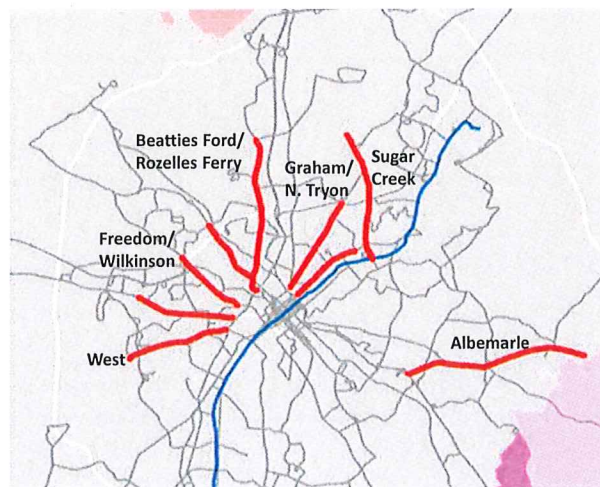 Beatties Ford/
Rozelles Ferry
Graham/
N. Tryon
Sugar
Creek
Freedom/
Wilkinson
West
Albemarle